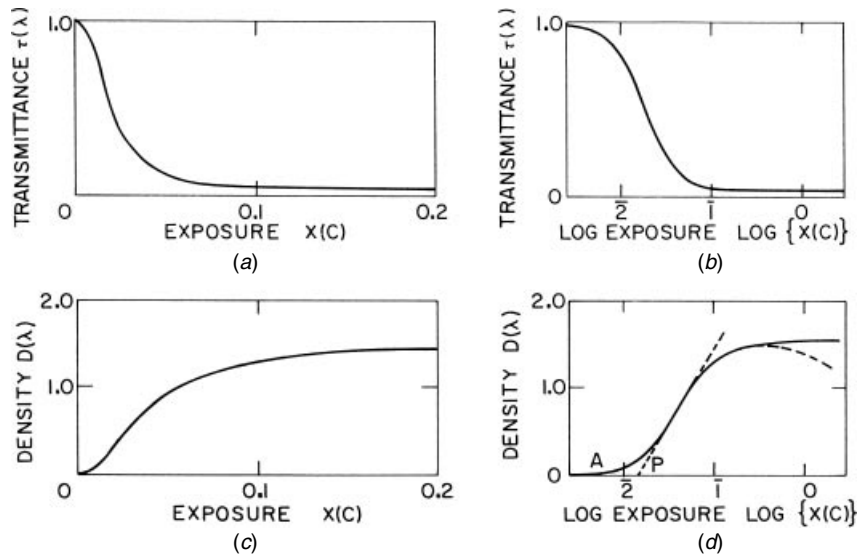 TRANSMITTANCE τ(λ)
1.0
0
0.1
0.2
EXPOSURE X(C)
(a)
TRANSMITTANCE τ(λ)
1.0
0
2̄
1̄
0
LOG EXPOSURE LOG {X(C)}
(b)
DENSITY D(λ)
2.0
1.0
0
0.1
0.2
EXPOSURE X(C)
(c)
DENSITY D(λ)
2.0
1.0
0
A
P
2̄
1̄
0
LOG EXPOSURE LOG {X(C)}
(d)